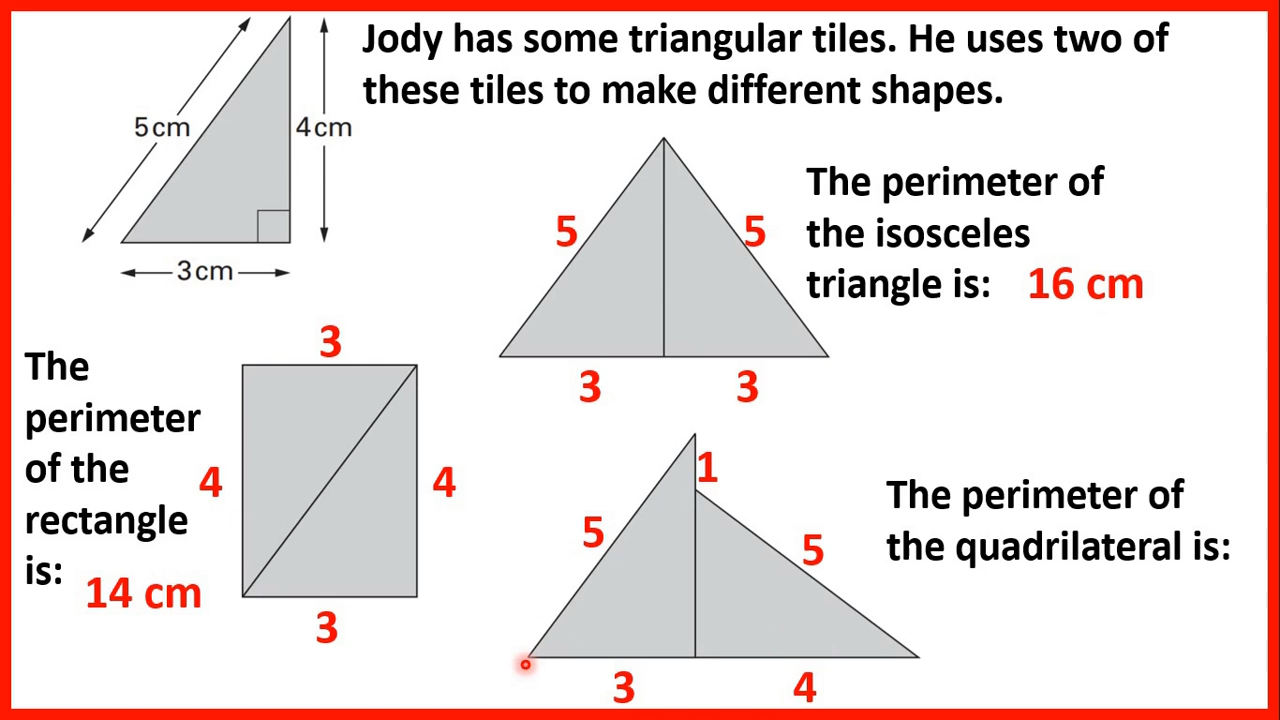 Jody has some triangular tiles. He uses two of
these tiles to make different shapes.
5cm
4cm
3cm
5
5
3
3
The perimeter of
the isosceles
triangle is: 16 cm
The
perimeter
of the
rectangle
is:
14 cm
3
4
4
3
1
5
5
3
4
The perimeter of
the quadrilateral is: